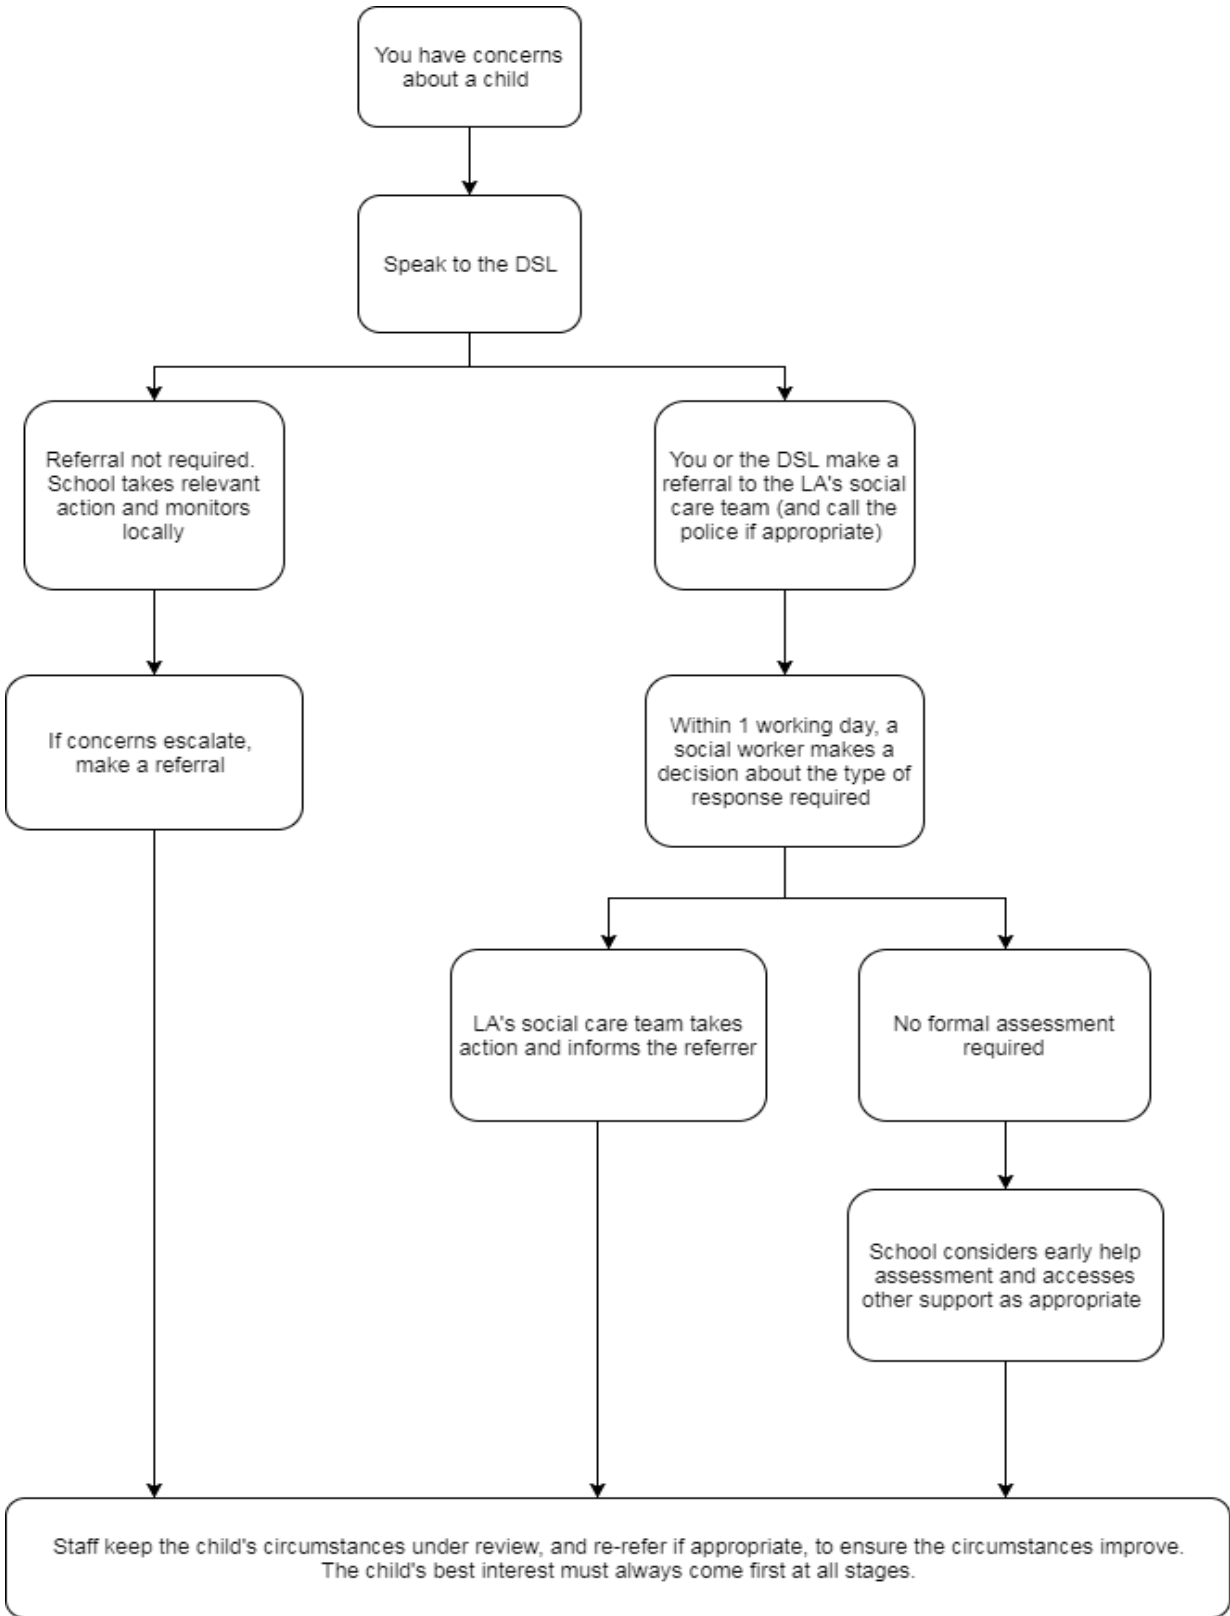 You have concerns
about a child
Speak to the DSL
Referral not required.
School takes relevant
action and monitors
locally
You or the DSL make a
referral to the LA's social
care team (and call the
police if appropriate)
If concerns escalate,
make a referral
Within 1 working day, a
social worker makes a
decision about the type of
response required
LA's social care team takes
action and informs the referrer
No formal assessment
required
School considers early help
assessment and accesses
other support as appropriate
Staff keep the child's circumstances under review, and re-refer if appropriate, to ensure the circumstances improve.
The child's best interest must always come first at all stages.